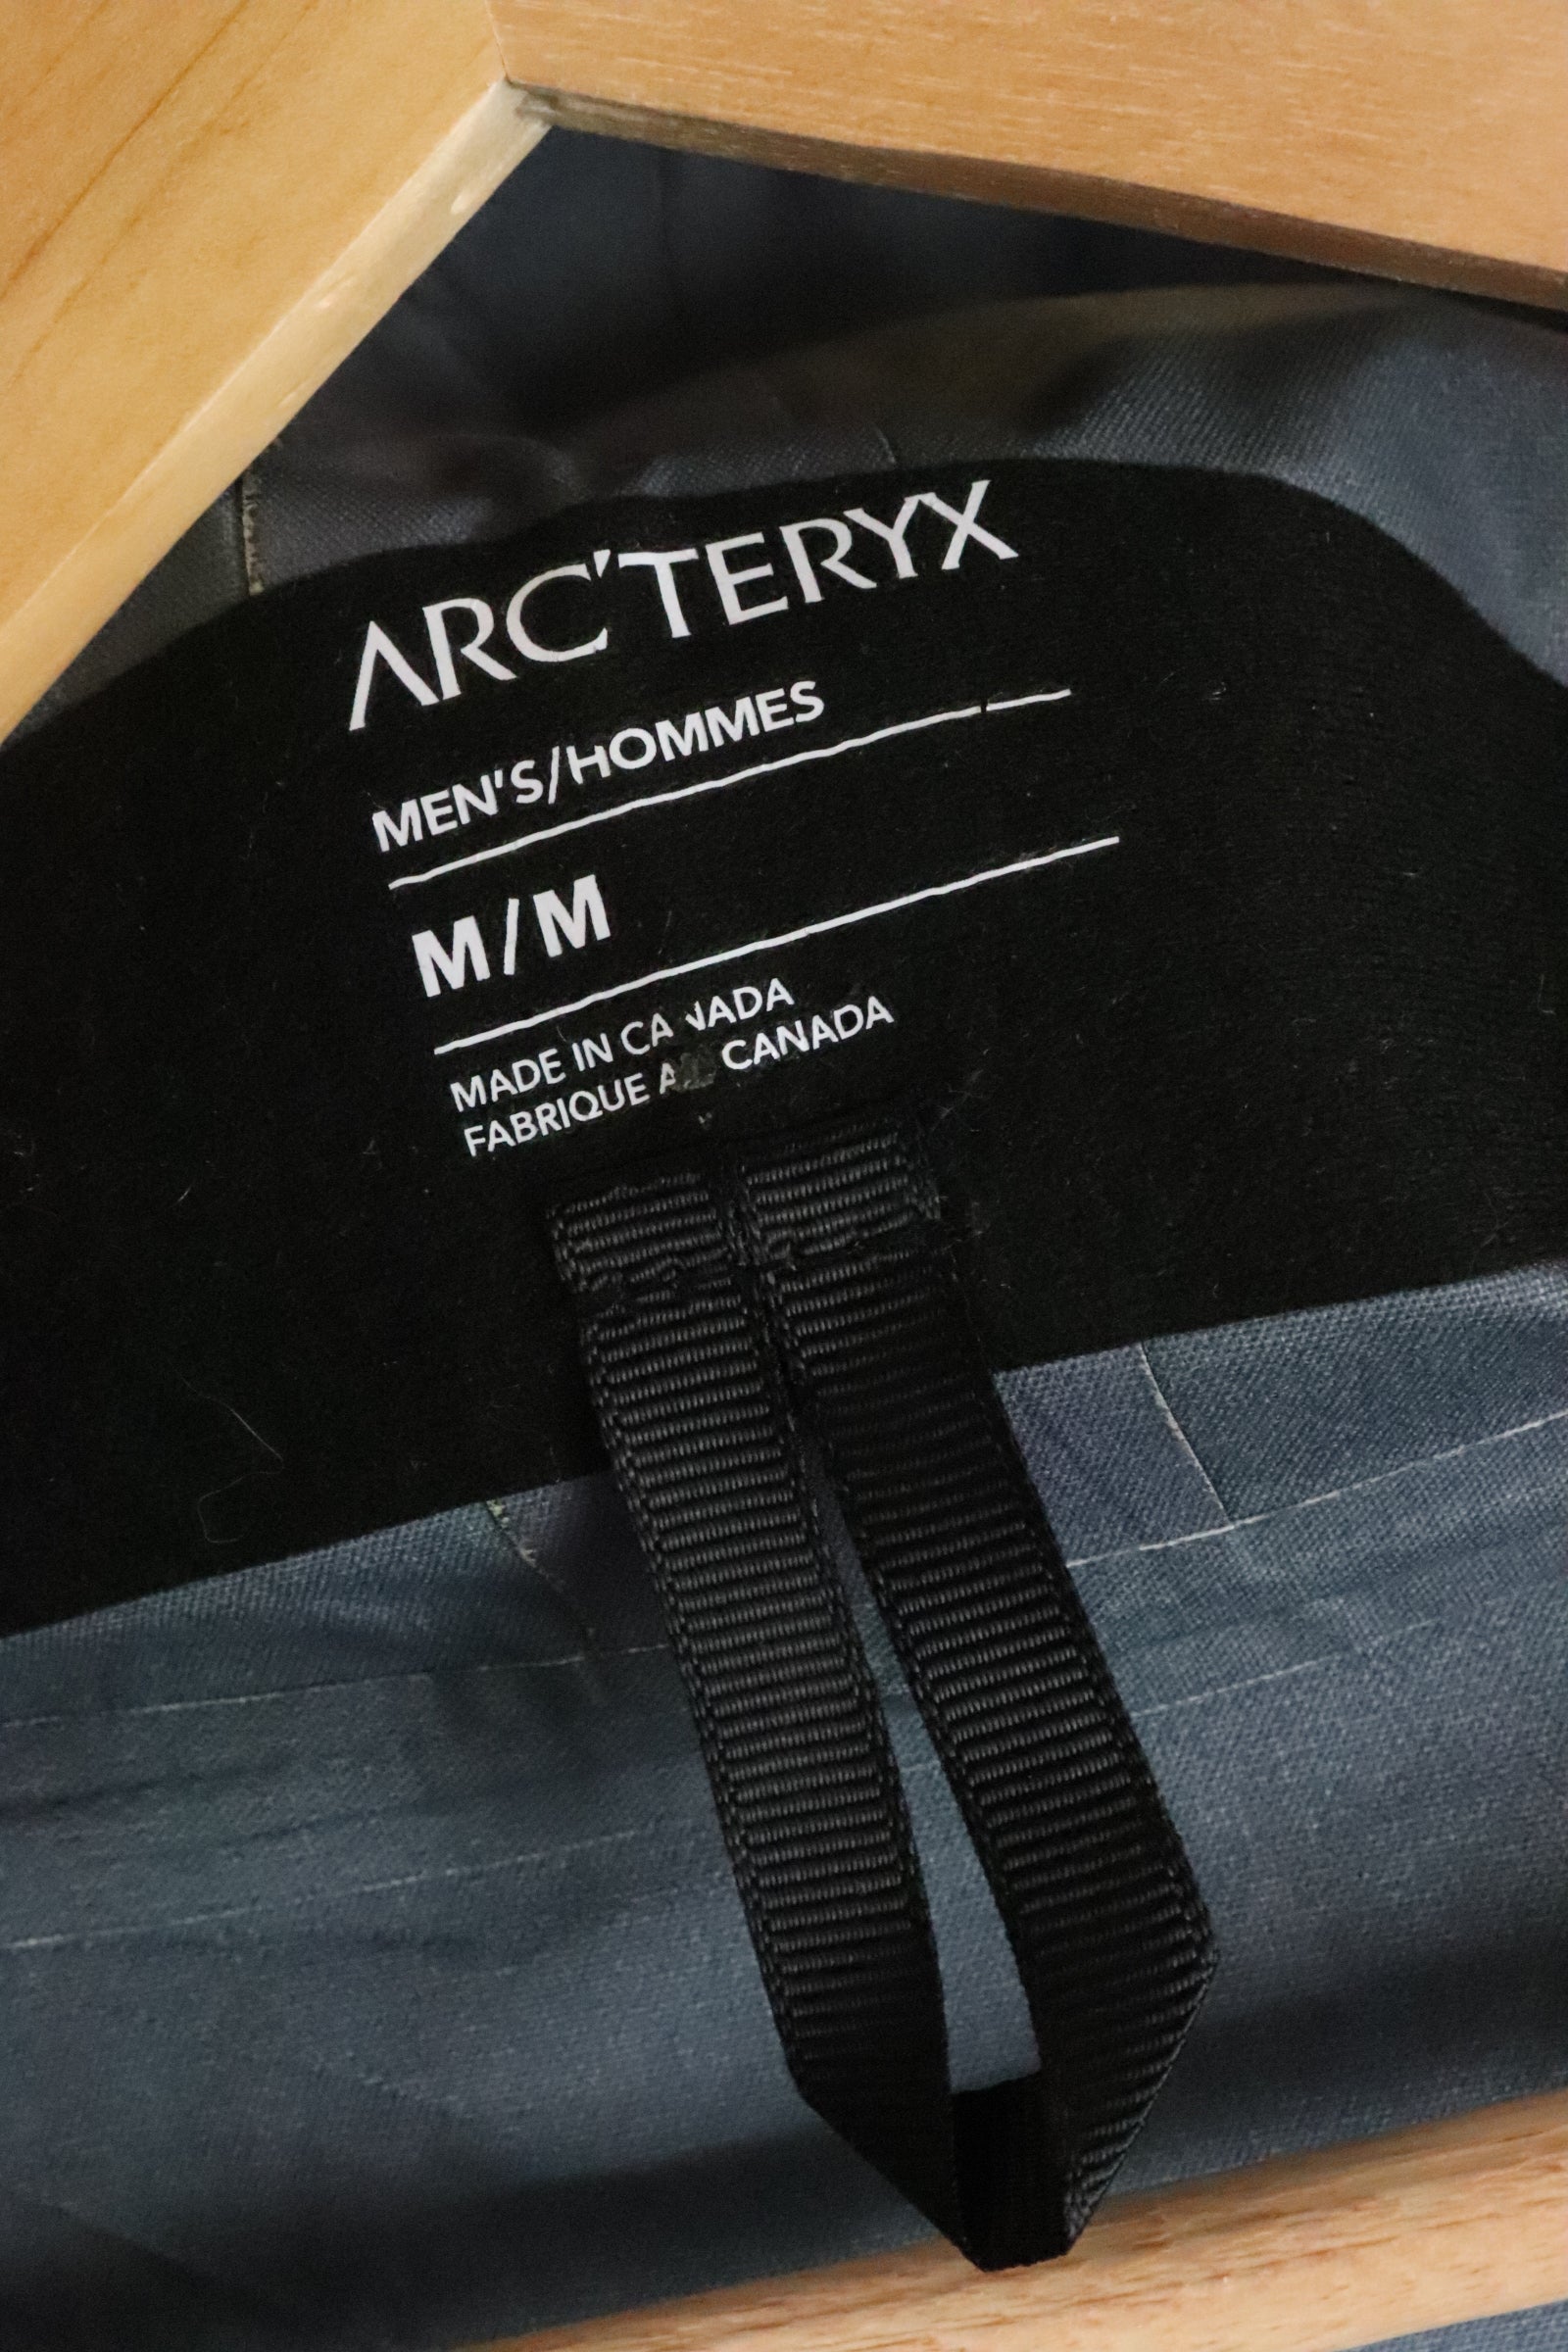 ARC'TERYX
MEN'S/HOMMES
M/M
MADE IN CANADA
FABRIQUE A CANADA